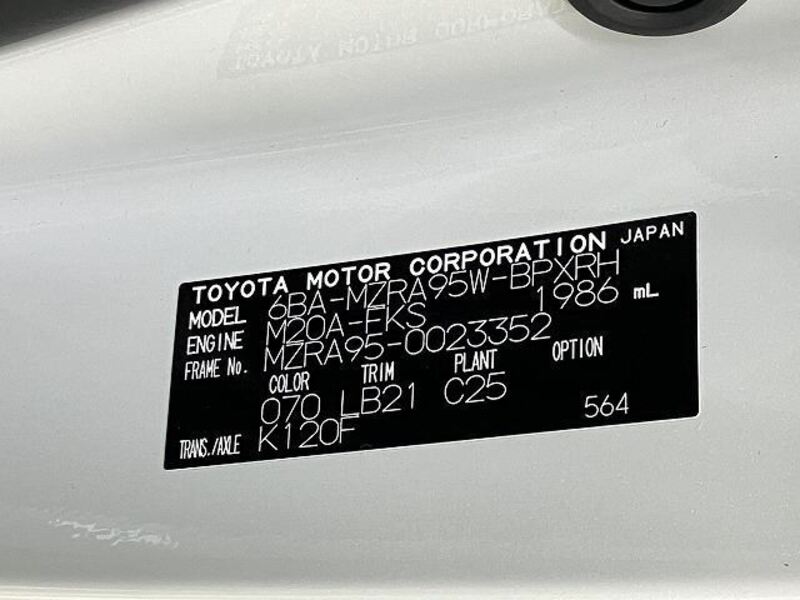 TOYOTA MOTOR CORPORATION JAPAN
MODEL 6BA-MZRA95W-BPXRH
ENGINE M20A-FKS 1986 mL
FRAME No. MZRA95-0023352
COLOR TRIM PLANT OPTION
070 LB21 C25
TRANS./AXLE K120F 564